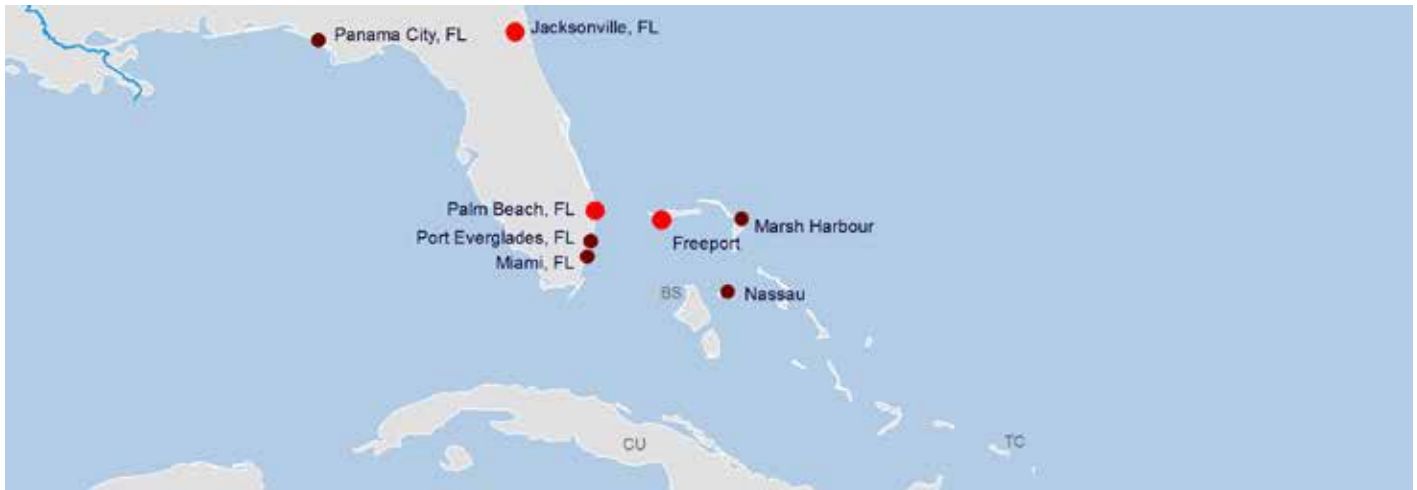 Jacksonville, FL
Panama City, FL
Palm Beach, FL
Marsh Harbour
Port Everglades, FL
Freeport
Miami, FL
BS
Nassau
CU
TC